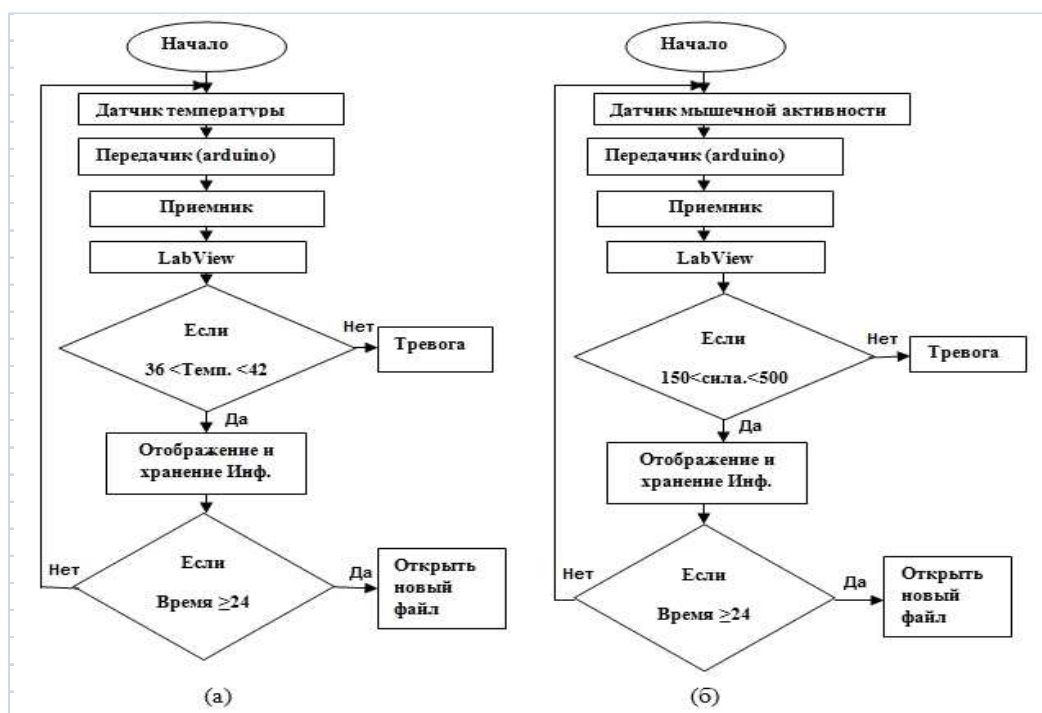 Начало
Датчик температуры
Передачик (arduino)
Приемник
LabView
Если
36 <Темп. <42
Нет
Тревога
Да
Отображение и
хранение Инф.
Если
Время ≥24
Нет
Да
Открыть
новый
файл
(а)
Начало
Датчик мышечной активности
Передачик (arduino)
Приемник
LabView
Если
150<сила.<500
Нет
Тревога
Да
Отображение и
хранение Инф.
Если
Время ≥24
Нет
Да
Открыть
новый
файл
(б)